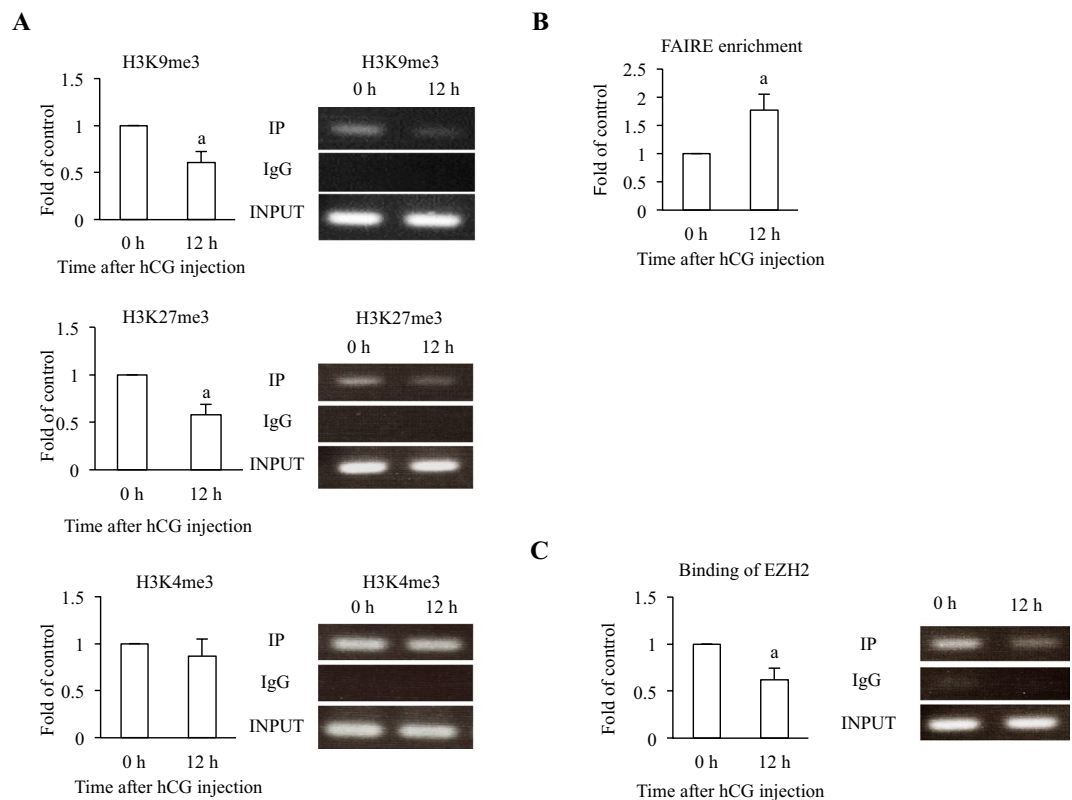 A
H3K9me3
1.5
1
0.5
0
Fold of control
a
0 h 12 h
Time after hCG injection
H3K9me3
0 h 12 h
IP
IgG
INPUT
H3K27me3
1.5
1
0.5
0
Fold of control
a
0 h 12 h
Time after hCG injection
H3K27me3
0 h 12 h
IP
IgG
INPUT
H3K4me3
1.5
1
0.5
0
Fold of control
0 h 12 h
Time after hCG injection
H3K4me3
0 h 12 h
IP
IgG
INPUT
B
FAIRE enrichment
2.5
2
1.5
1
0.5
0
Fold of control
a
0 h 12 h
Time after hCG injection
C
Binding of EZH2
1.5
1
0.5
0
Fold of control
a
0 h 12 h
Time after hCG injection
0 h 12 h
IP
IgG
INPUT